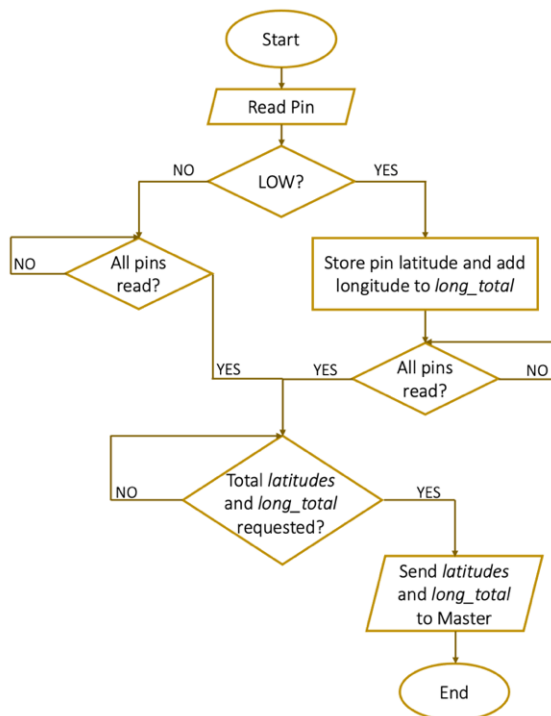 Start
Read Pin
NO
LOW?
YES
All pins
read?
NO
Store pin latitude and add
longitude to long_total
YES
YES
All pins
read?
NO
Total latitudes
and long_total
requested?
NO
YES
Send latitudes
and long_total
to Master
End